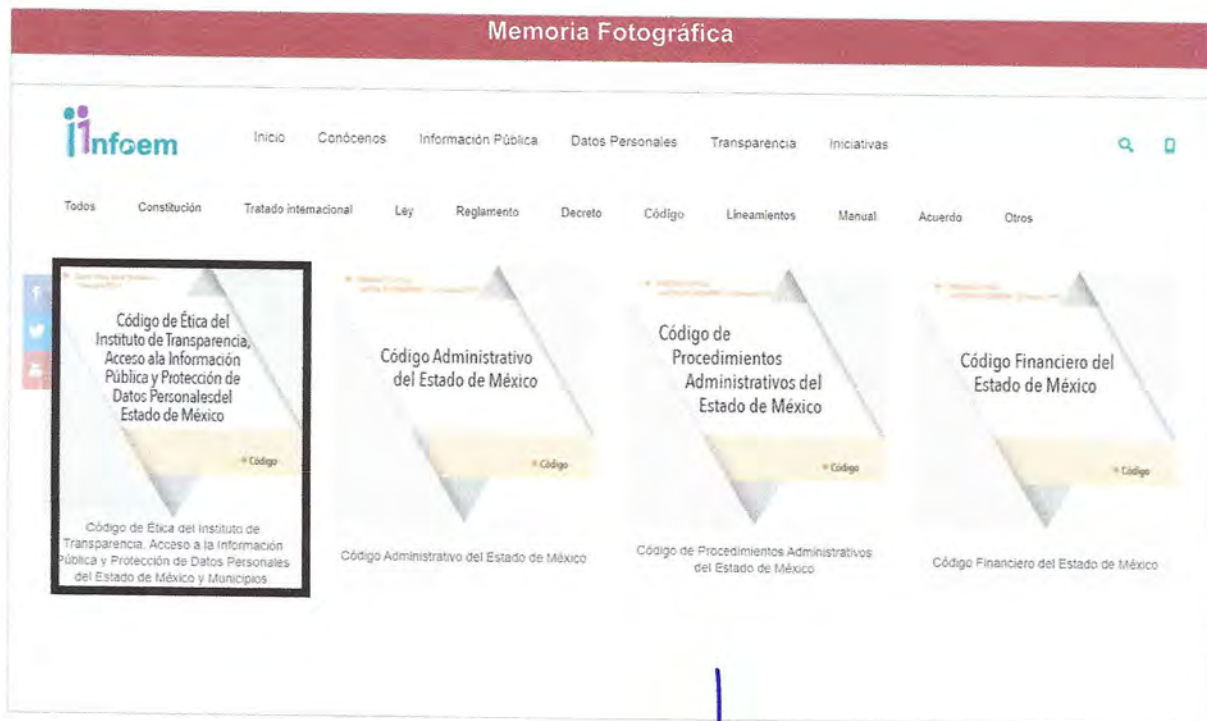 Memoria Fotográfica
infoem
Inicio Conócenos Información Pública Datos Personales Transparencia Iniciativas
Todos Constitución Tratado internacional Ley Reglamento Decreto Código Lineamientos Manual Acuerdo Otros
Código de Ética del
Instituto de Transparencia,
Acceso ala Información
Pública y Protección de
Datos Personalesdel
Estado de México
Código
Código de Ética del Instituto de
Transparencia, Acceso a la Información
Pública y Protección de Datos Personales
del Estado de México y Municipios
Código Administrativo
del Estado de México
Código
Código Administrativo del Estado de México
Código de
Procedimientos
Administrativos del
Estado de México
Código
Código de Procedimientos Administrativos
del Estado de México
Código Financiero del
Estado de México
Código
Código Financiero del Estado de México